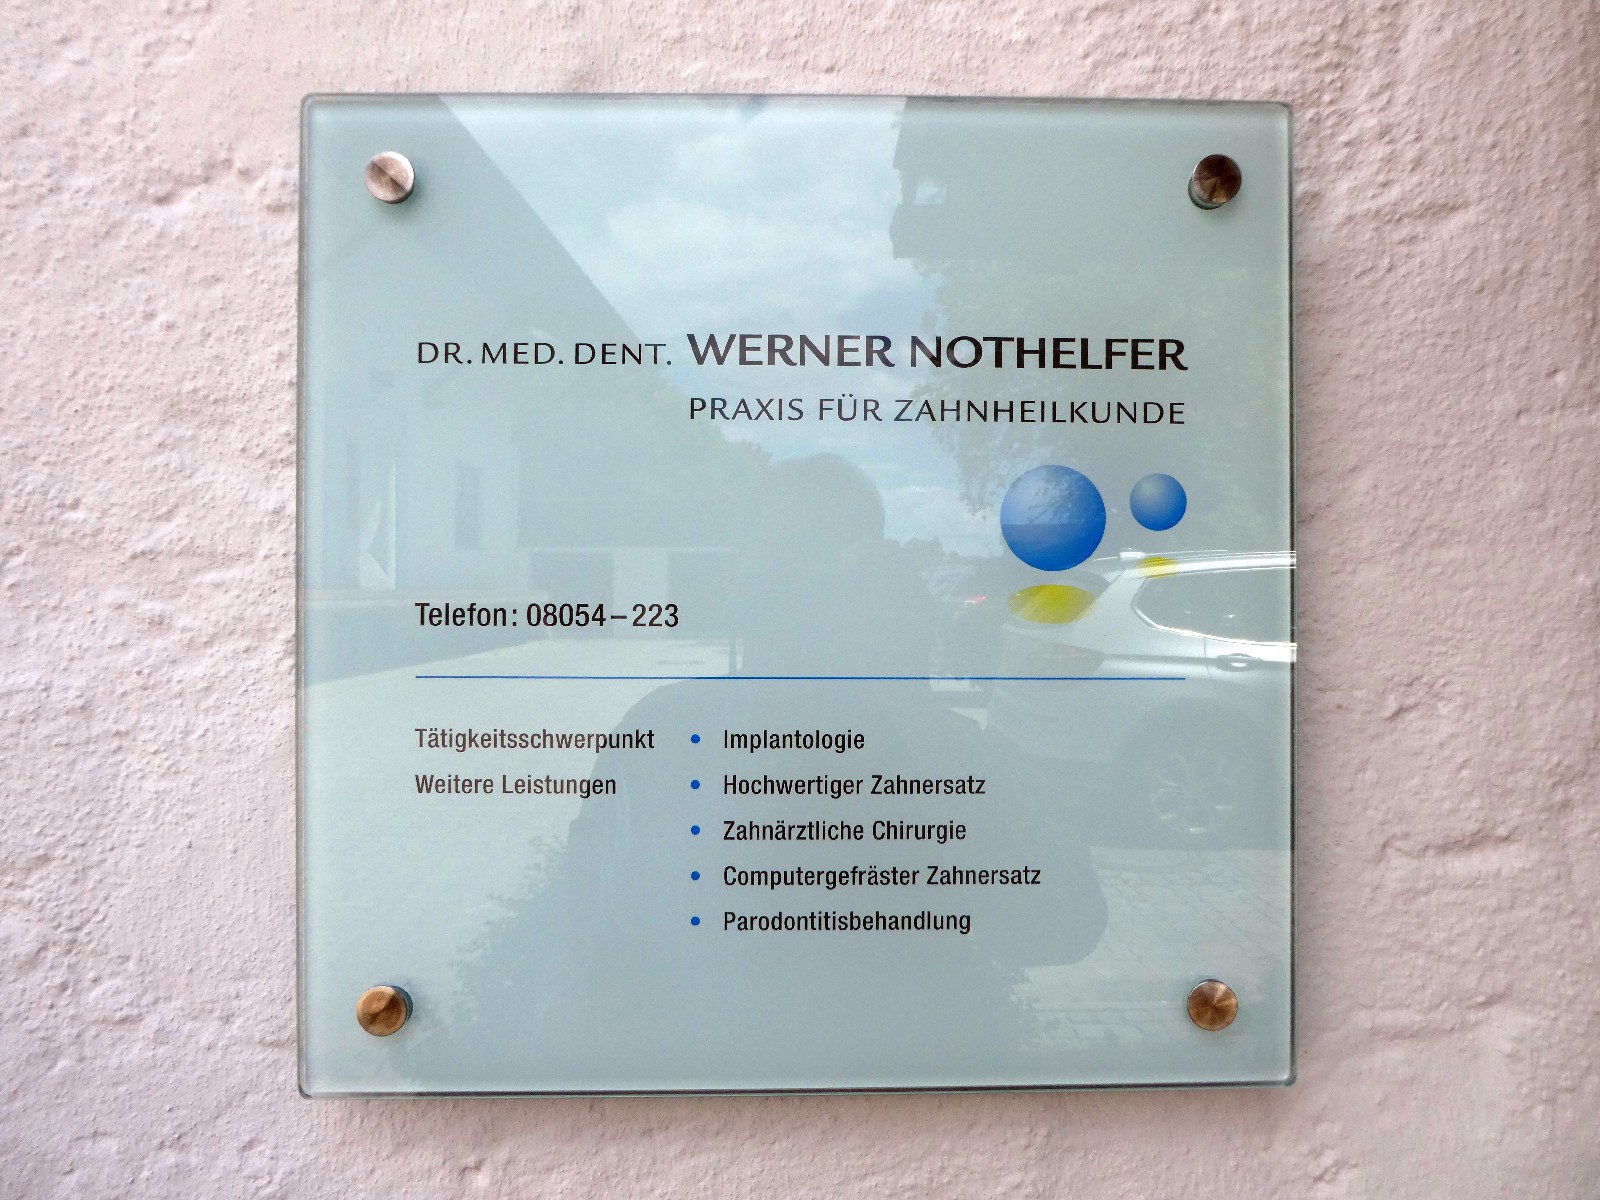 DR. MED. DENT. WERNER NOTHELFER
PRAXIS FÜR ZAHNHEILKUNDE
Telefon: 08054–223
Tätigkeitsschwerpunkt • Implantologie
Weitere Leistungen • Hochwertiger Zahnersatz
• Zahnärztliche Chirurgie
• Computergefräster Zahnersatz
• Parodontitisbehandlung